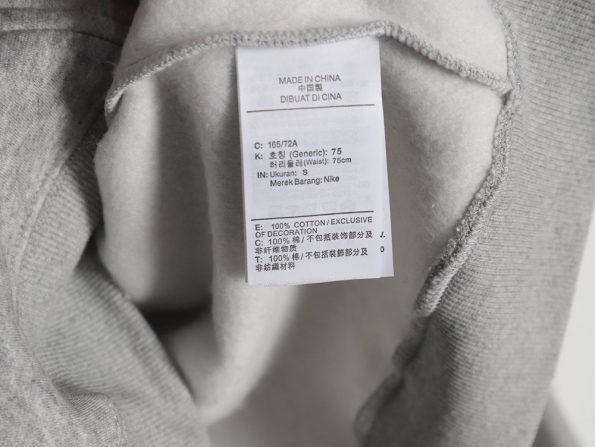 MADE IN CHINA
中国製
DIBUAT DI CINA
C: 165/72A
K: 호칭 (Generic): 75
허리둘레(Waist): 75cm
IN: Ukuran: S
Merek Barang: Nike
E: 100% COTTON/EXCLUSIVE
OF DECORATION
C: 100% 棉/不包括装饰部分及
非纤维物质
T: 100% 棉/不包括裝飾部分及
非紡織材料